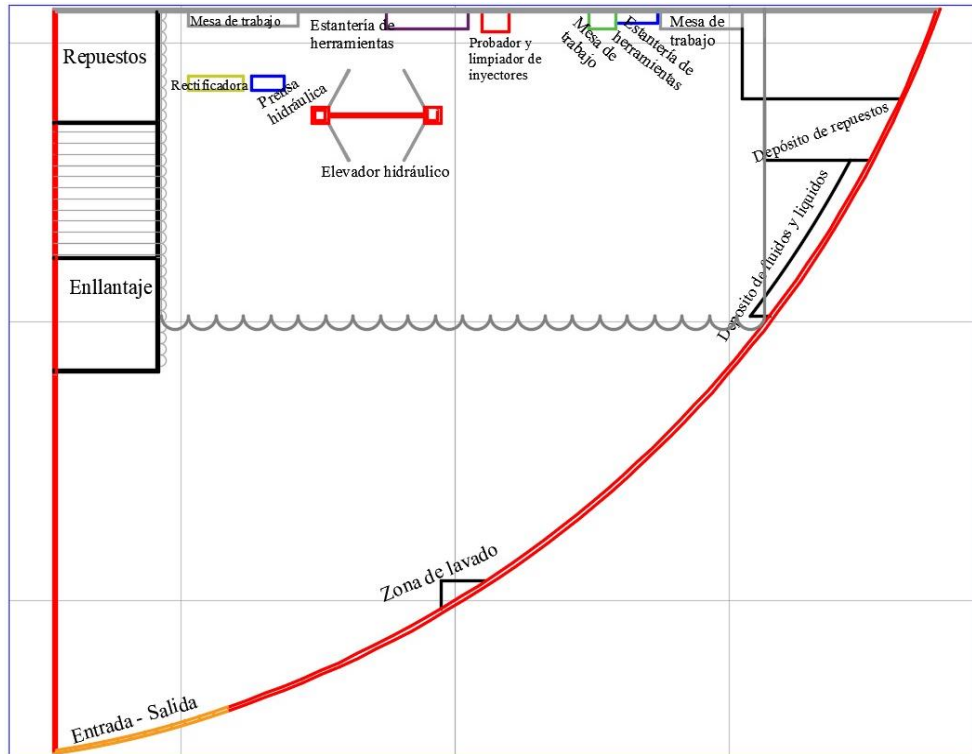 Mesa de trabajo
Estantería de
herramientas
Probador y
limpiador de
inyectores
Mesa de
trabajo
Estantería de
herramientas
Mesa de
trabajo
Repuestos
Rectificadora
Prensa
hidráulica
Elevador hidráulico
Depósito de repuestos
Depósito de fluidos y liquidos
Enllantaje
Zona de lavado
Entrada - Salida